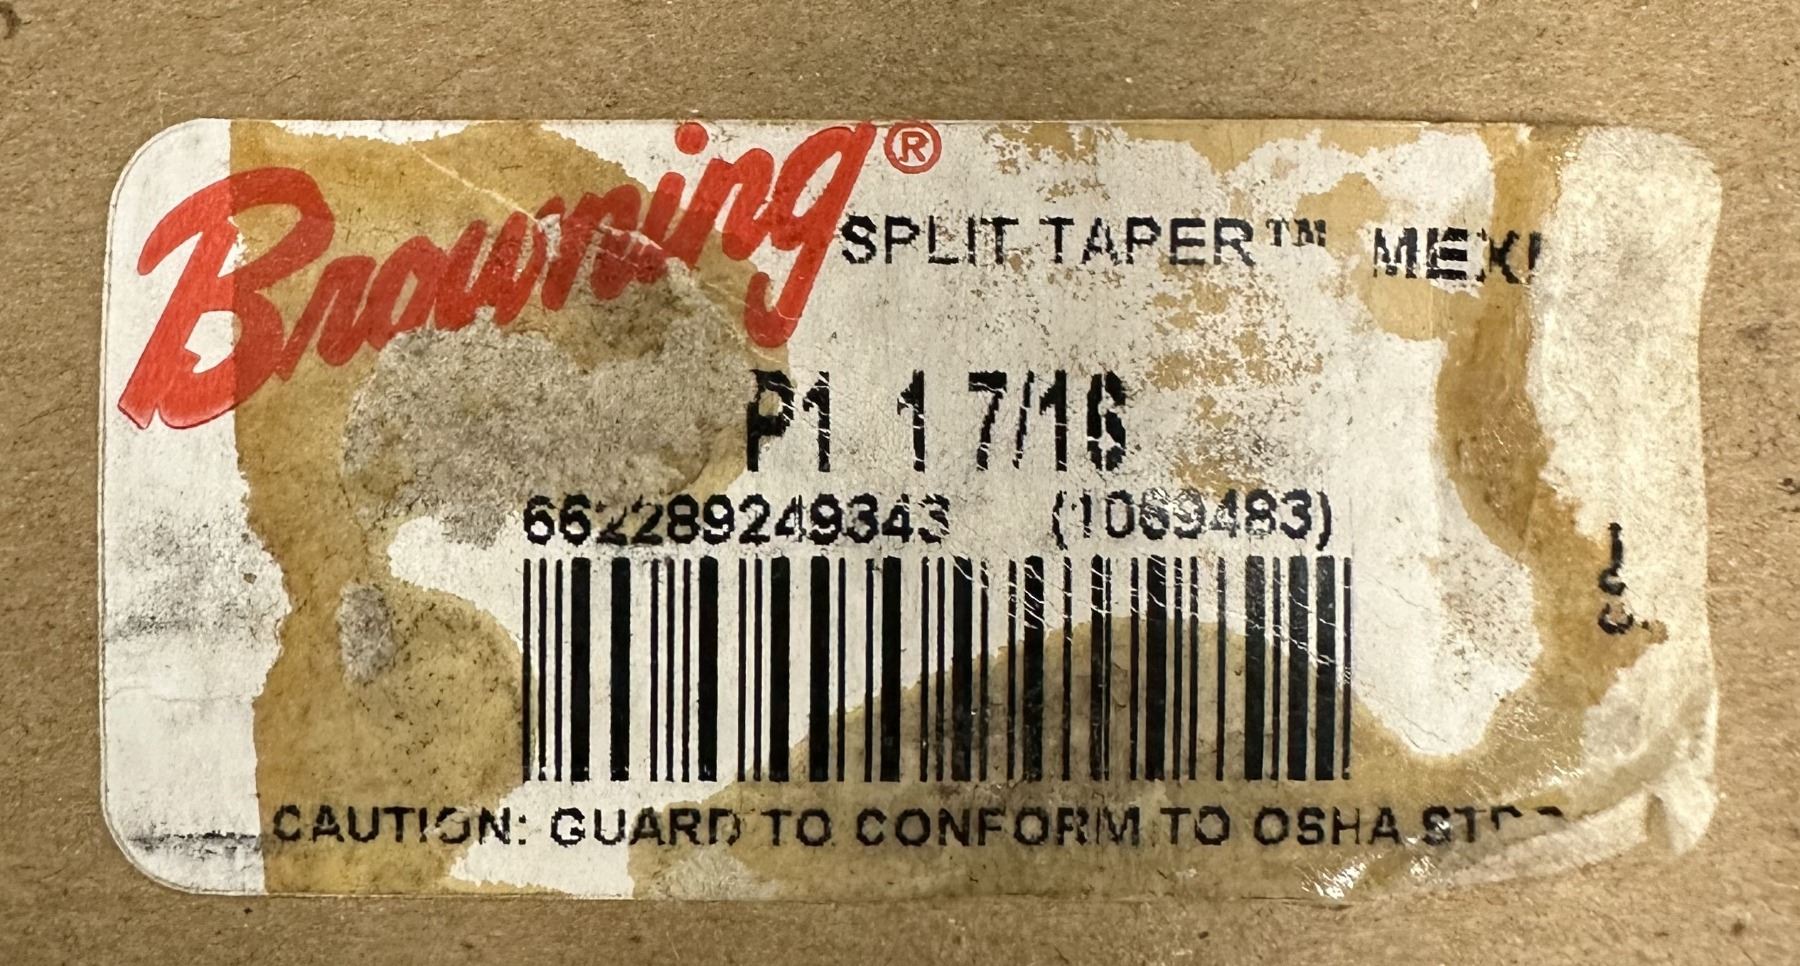 Browning®
SPLIT TAPER™ MEXI
P1 1 7/16
662289249343 (1069483)
CAUTION: GUARD TO CONFORM TO OSHA